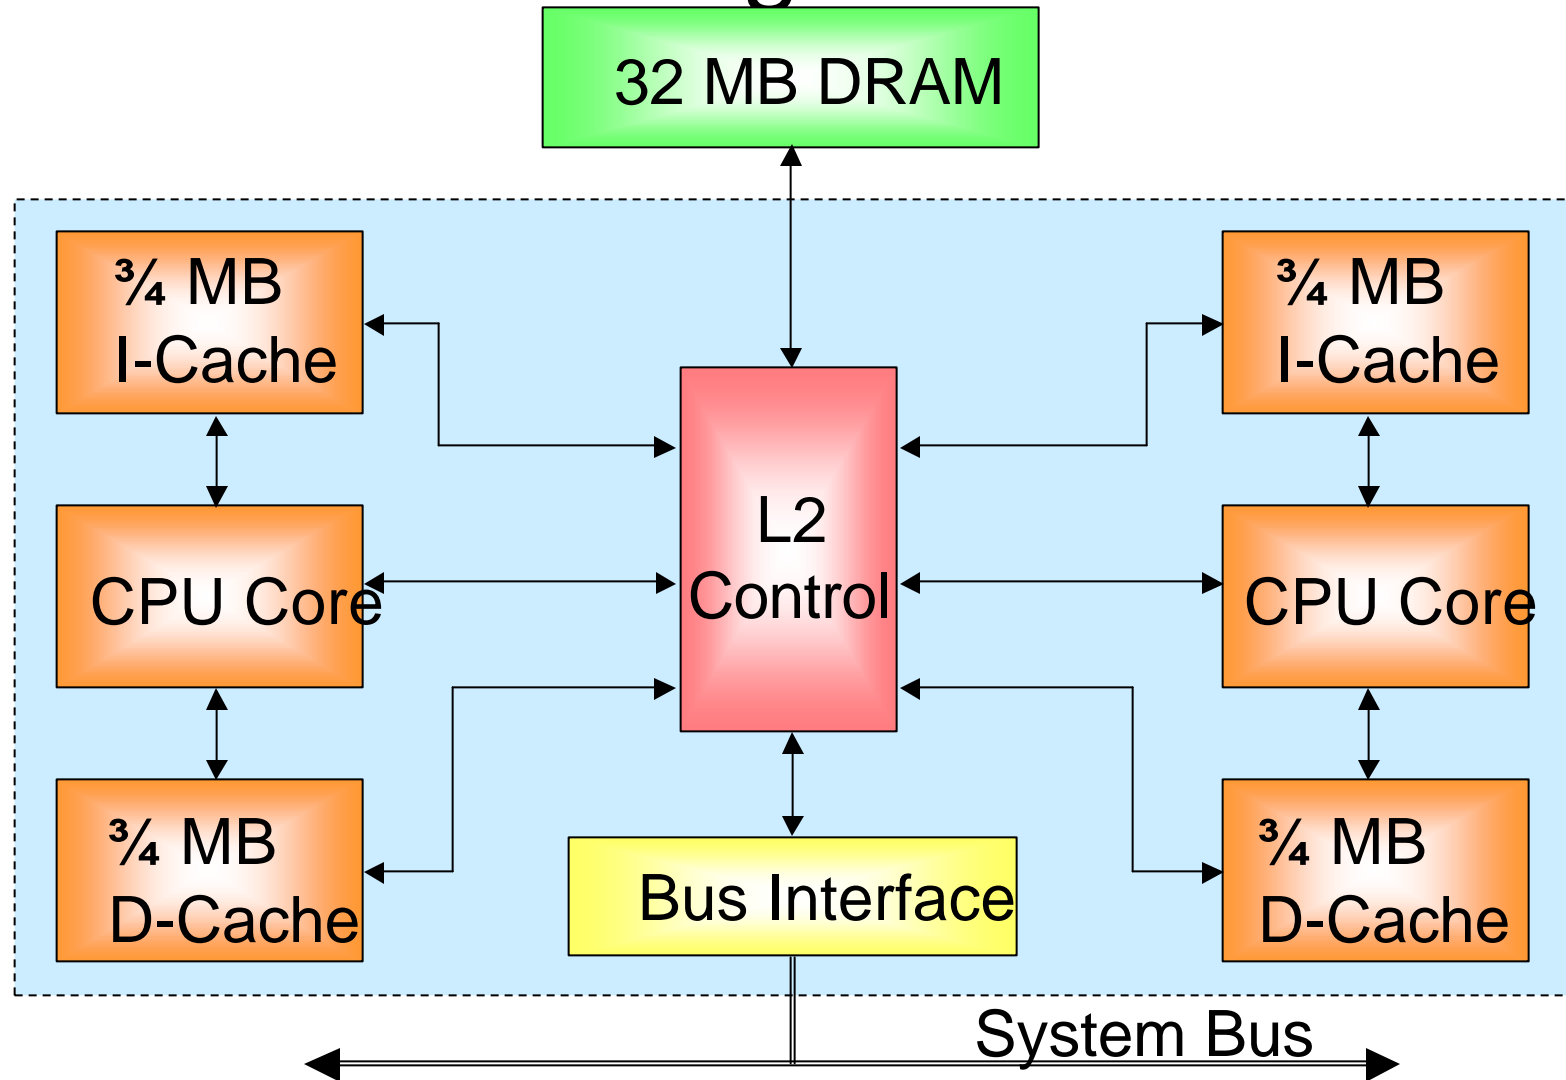 32 MB DRAM
¾ MB
I-Cache
¾ MB
I-Cache
L2
Control
CPU Core
CPU Core
¾ MB
D-Cache
Bus Interface
¾ MB
D-Cache
System Bus